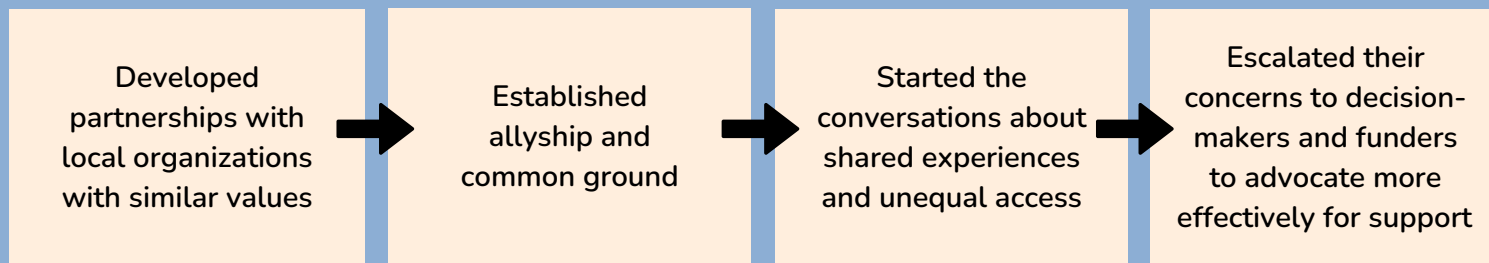 Developed
partnerships with
local organizations
with similar values
Established
allyship and
common ground
Started the
conversations about
shared experiences
and unequal access
Escalated their
concerns to decision-
makers and funders
to advocate more
effectively for support